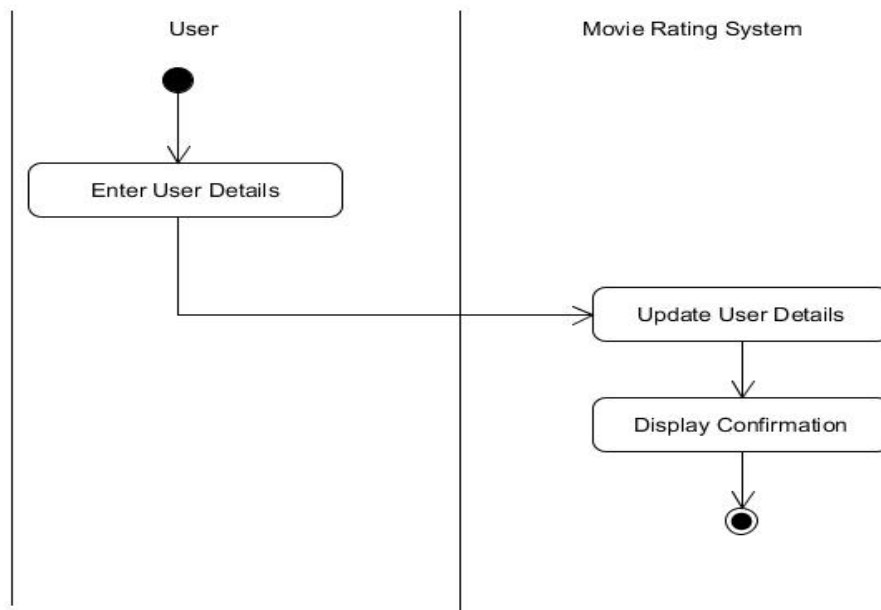 User
Movie Rating System
Enter User Details
Update User Details
Display Confirmation